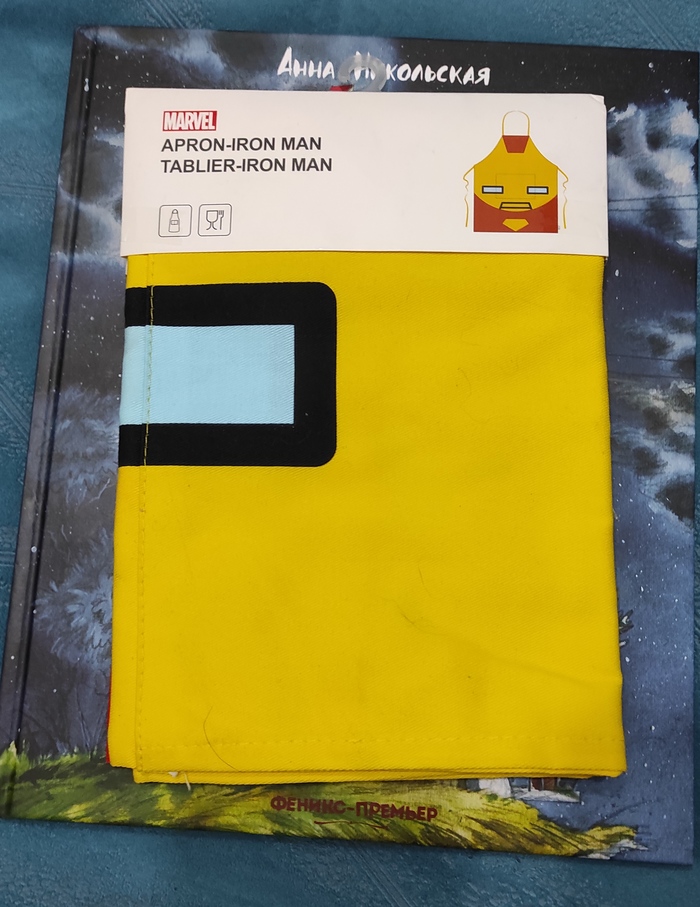 Анна Никольская
MARVEL
APRON-IRON MAN
TABLIER-IRON MAN
ФЕНИКС-ПРЕМЬЕР